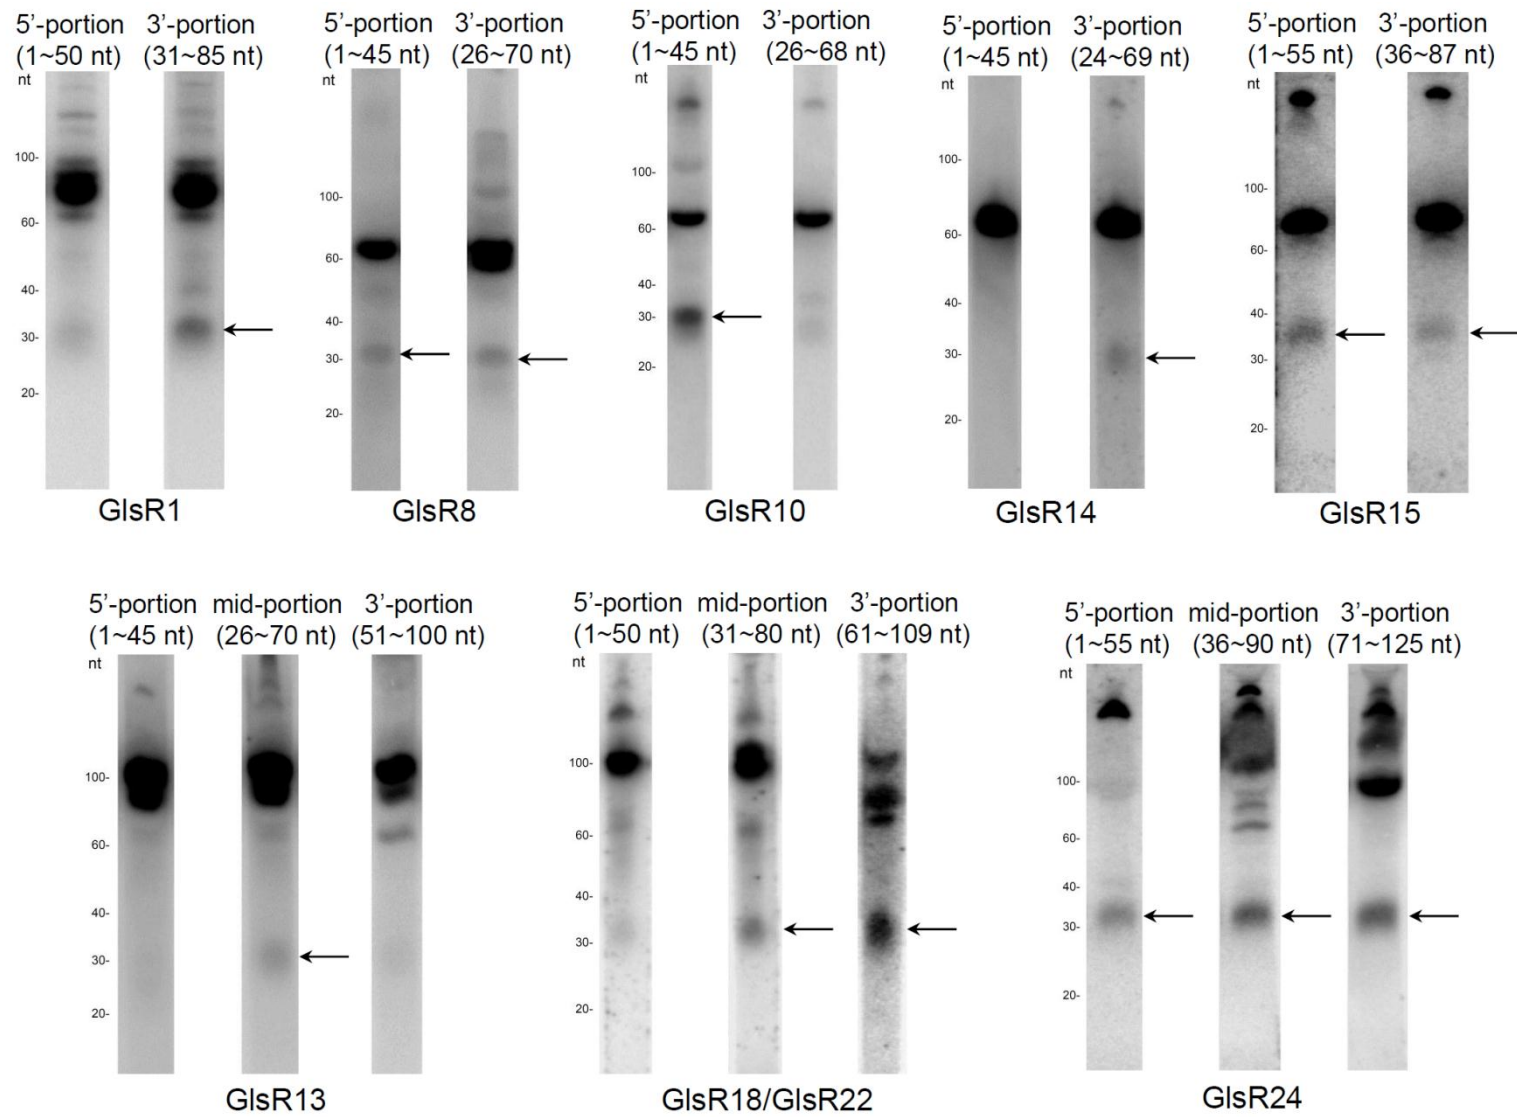 5’-portion 3’-portion
(1~50 nt) (31~85 nt)
nt
100-
60-
40-
30-
20-
GlsR1
5’-portion 3’-portion
(1~45 nt) (26~70 nt)
nt
100-
60-
40-
30-
20-
GlsR8
5’-portion 3’-portion
(1~45 nt) (26~68 nt)
nt
100-
60-
40-
30-
20-
GlsR10
5’-portion 3’-portion
(1~45 nt) (24~69 nt)
nt
100-
60-
40-
30-
20-
GlsR14
5’-portion 3’-portion
(1~55 nt) (36~87 nt)
nt
100-
60-
40-
30-
20-
GlsR15
5’-portion mid-portion 3’-portion
(1~45 nt) (26~70 nt) (51~100 nt)
nt
100-
60-
40-
30-
20-
GlsR13
5’-portion mid-portion 3’-portion
(1~50 nt) (31~80 nt) (61~109 nt)
nt
100-
60-
40-
30-
20-
GlsR18/GlsR22
5’-portion mid-portion 3’-portion
(1~55 nt) (36~90 nt) (71~125 nt)
nt
100-
60-
40-
30-
20-
GlsR24